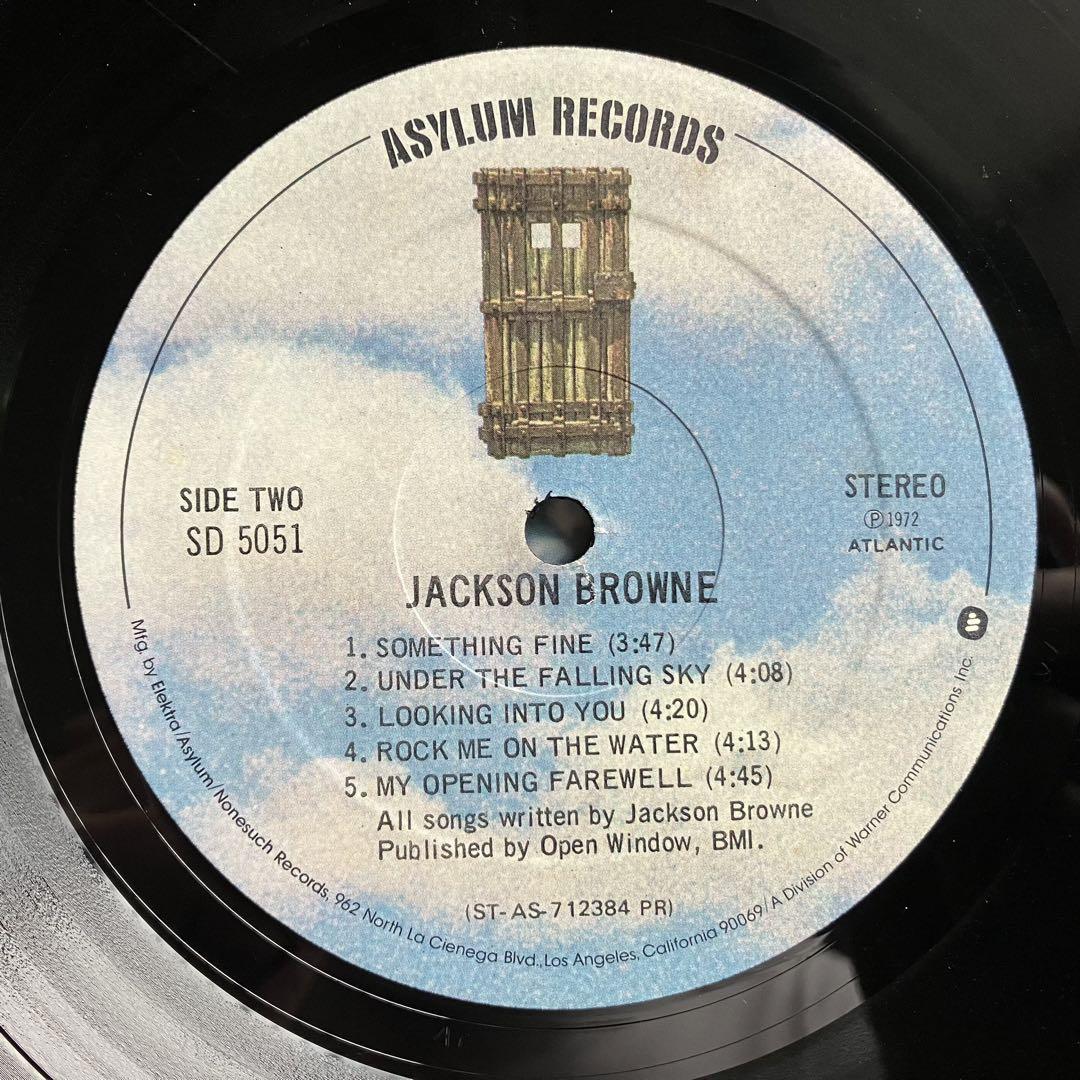 ASYLUM RECORDS
SIDE TWO
SD 5051
STEREO
Ⓟ1972
ATLANTIC
JACKSON BROWNE
1. SOMETHING FINE (3:47)
2. UNDER THE FALLING SKY (4:08)
3. LOOKING INTO YOU (4:20)
4. ROCK ME ON THE WATER (4:13)
5. MY OPENING FAREWELL (4:45)
All songs written by Jackson Browne
Published by Open Window, BMI.
(ST-AS-712384 PR)
Mfg. by Elektra/Asylum/Nonesuch Records, 962 North La Cienega Blvd., Los Angeles, California 90069/A Division of Warner Communications Inc.